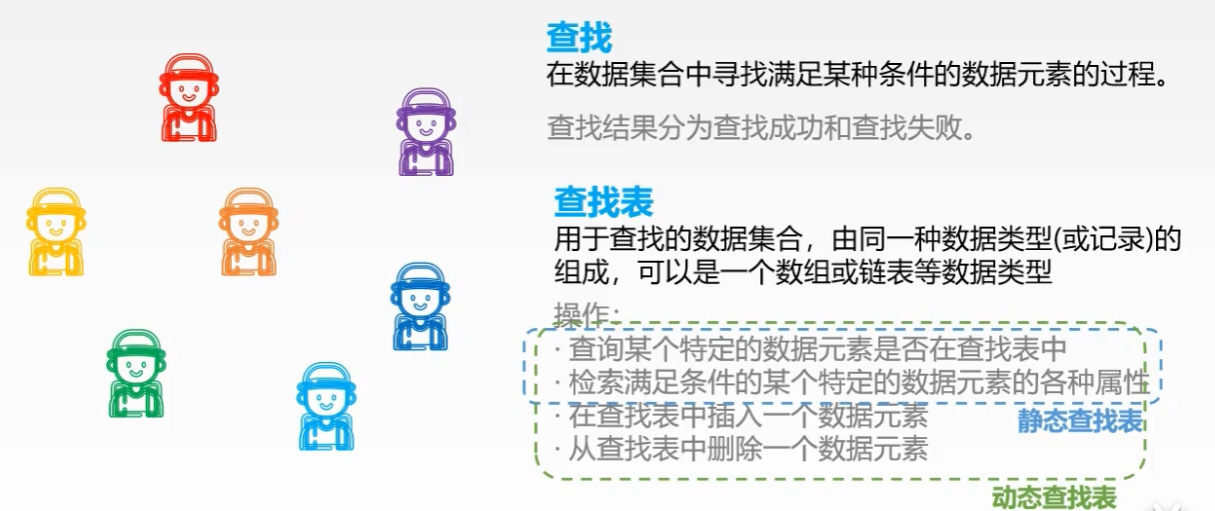 查找
在数据集合中寻找满足某种条件的数据元素的过程。
查找结果分为查找成功和查找失败。
查找表
用于查找的数据集合，由同一种数据类型(或记录)的
组成，可以是一个数组或链表等数据类型
操作：
· 查询某个特定的数据元素是否在查找表中
· 检索满足条件的某个特定的数据元素的各种属性
· 在查找表中插入一个数据元素
静态查找表
· 从查找表中删除一个数据元素
动态查找表